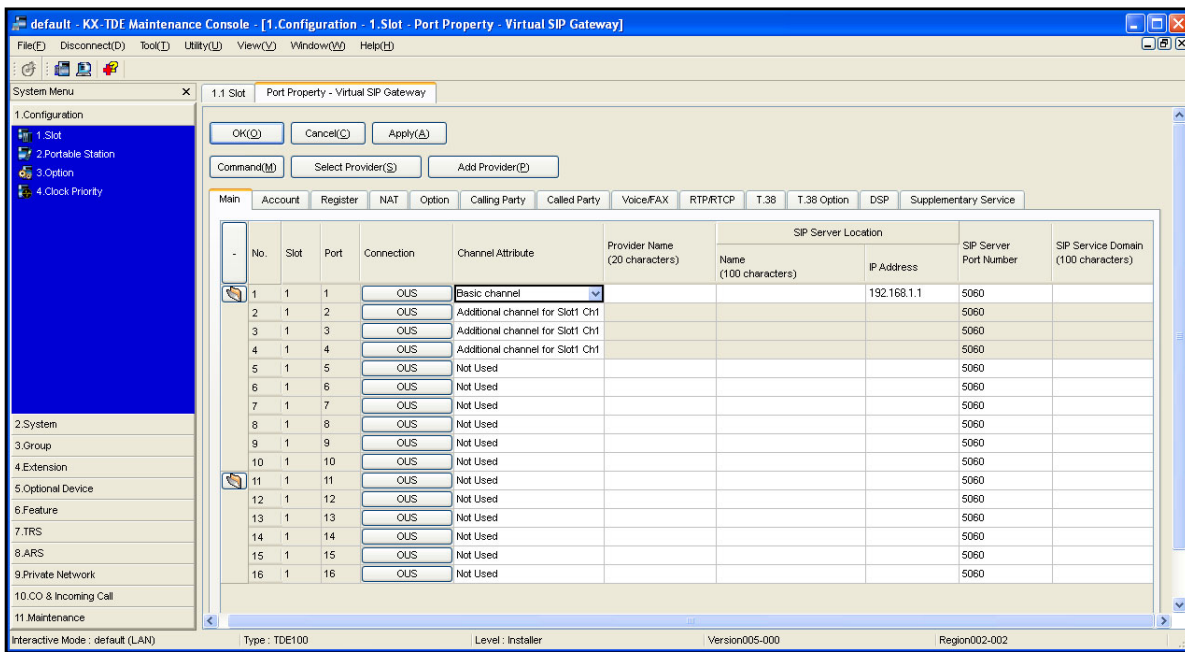 default - KX-TDE Maintenance Console - [1.Configuration - 1.Slot - Port Property - Virtual SIP Gateway]
File(F) Disconnect(D) Tool(T) Utility(U) View(V) Window(W) Help(H)
System Menu x
1.1 Slot Port Property - Virtual SIP Gateway
1.Configuration
1.Slot
2.Portable Station
3.Option
4.Clock Priority
2.System
3.Group
4.Extension
5.Optional Device
6.Feature
7.TRS
8.ARS
9.Private Network
10.CO & Incoming Call
11.Maintenance
OK(O) Cancel(C) Apply(A)
Command(M) Select Provider(S) Add Provider(P)
Main Account Register NAT Option Calling Party Called Party Voice/FAX RTP/RTCP T.38 T.38 Option DSP Supplementary Service
- No. Slot Port Connection Channel Attribute Provider Name (20 characters) SIP Server Location Name (100 characters) IP Address SIP Server Port Number SIP Service Domain (100 characters)
1 1 1 OUS Basic channel 192.168.1.1 5060
2 1 2 OUS Additional channel for Slot1 Ch1 5060
3 1 3 OUS Additional channel for Slot1 Ch1 5060
4 1 4 OUS Additional channel for Slot1 Ch1 5060
5 1 5 OUS Not Used 5060
6 1 6 OUS Not Used 5060
7 1 7 OUS Not Used 5060
8 1 8 OUS Not Used 5060
9 1 9 OUS Not Used 5060
10 1 10 OUS Not Used 5060
11 1 11 OUS Not Used 5060
12 1 12 OUS Not Used 5060
13 1 13 OUS Not Used 5060
14 1 14 OUS Not Used 5060
15 1 15 OUS Not Used 5060
16 1 16 OUS Not Used 5060
Interactive Mode : default (LAN) Type : TDE100 Level : Installer Version005-000 Region002-002